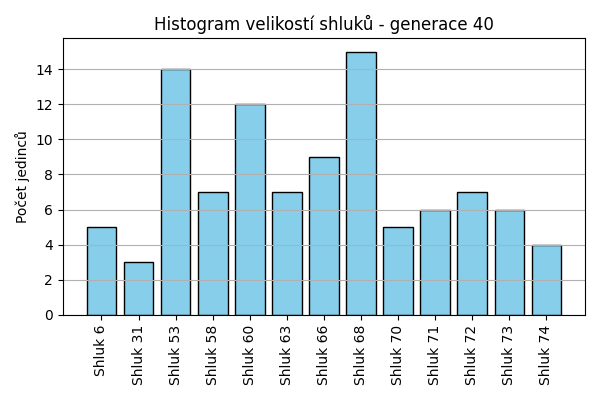 Histogram velikostí shluků - generace 40
Počet jedinců
14
12
10
8
6
4
2
0
Shluk 6
Shluk 31
Shluk 53
Shluk 58
Shluk 60
Shluk 63
Shluk 66
Shluk 68
Shluk 70
Shluk 71
Shluk 72
Shluk 73
Shluk 74